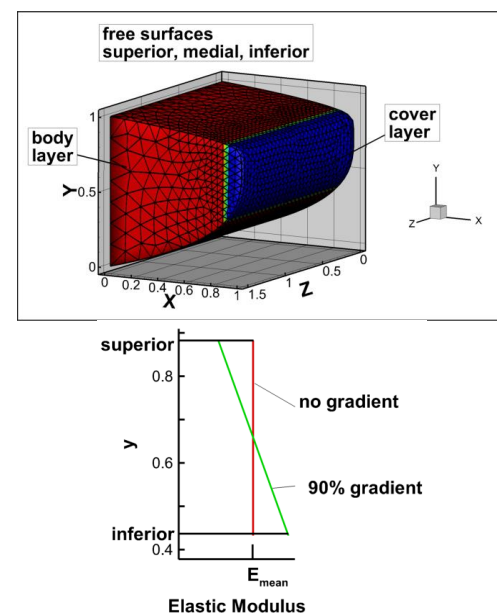 free surfaces
superior, medial, inferior
body
layer
cover
layer
Y
1
0.5
0
0 0.2 0.4 0.6 0.8 1
X
1.5 1 0.5 0
Z
Y
Z X
superior
0.8
no gradient
y
0.6
90% gradient
inferior
0.4
E mean
Elastic Modulus